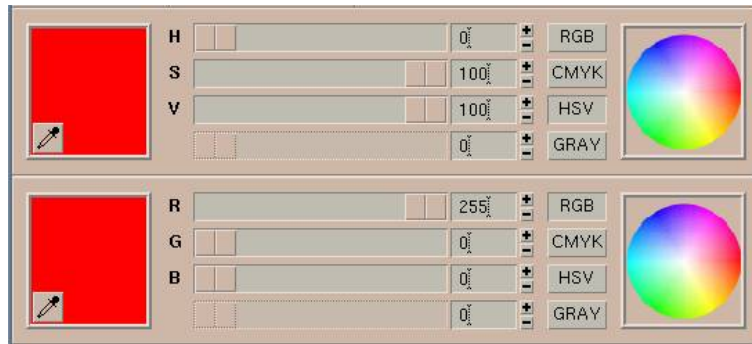 H 0 + - RGB
S 100 + - CMYK
V 100 + - HSV
0 + - GRAY
R 255 + - RGB
G 0 + - CMYK
B 0 + - HSV
0 + - GRAY